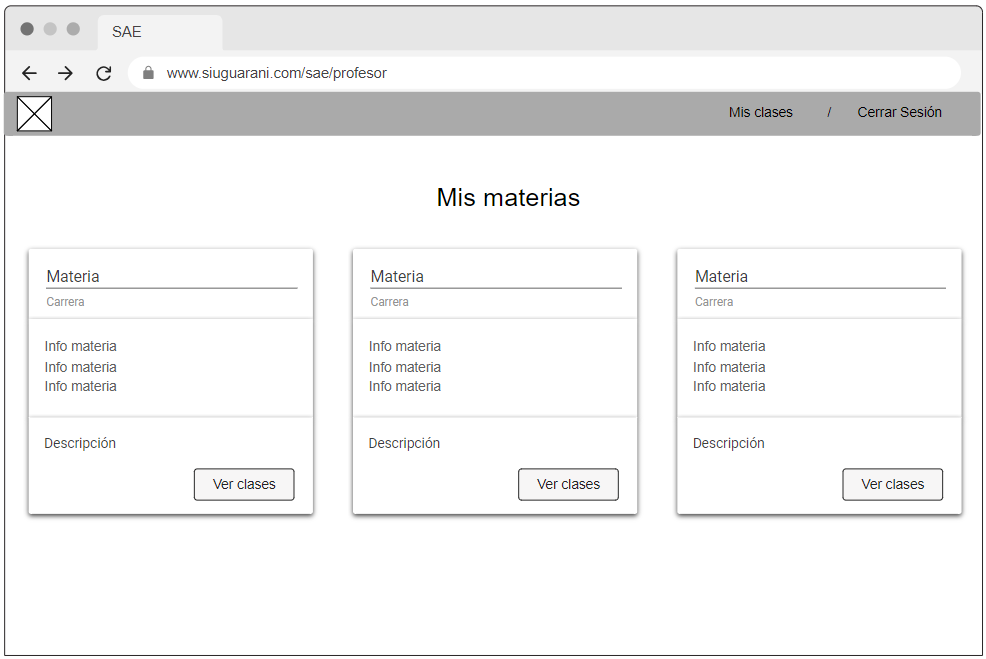 SAE
www.siuguarani.com/sae/profesor
Mis clases / Cerrar Sesión
Mis materias
Materia
Carrera
Info materia
Info materia
Info materia
Descripción
Ver clases
Materia
Carrera
Info materia
Info materia
Info materia
Descripción
Ver clases
Materia
Carrera
Info materia
Info materia
Info materia
Descripción
Ver clases